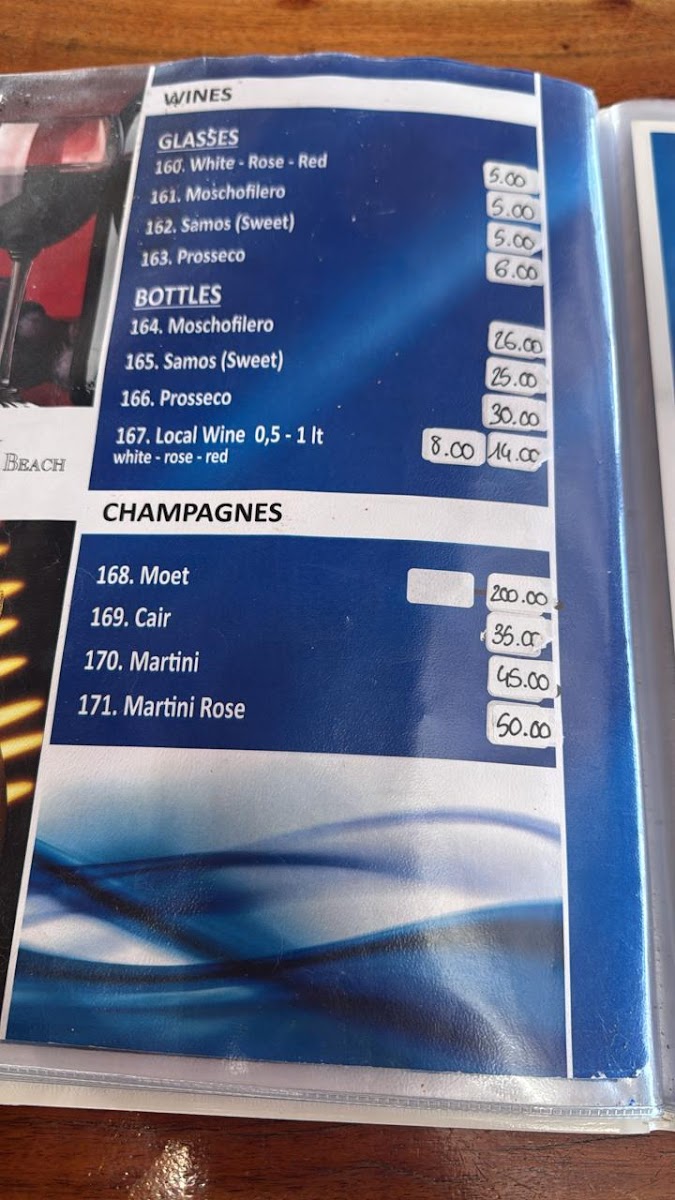 WINES
GLASSES
160. White - Rose - Red 5.00
161. Moschofilero 5.00
162. Samos (Sweet) 5.00
163. Prosseco 6.00
BOTTLES
164. Moschofilero 26.00
165. Samos (Sweet) 25.00
166. Prosseco 30.00
167. Local Wine 0,5 - 1 lt 8.00 14.00
white - rose - red
BEACH
CHAMPAGNES
168. Moet 200.00
169. Cair 35.00
170. Martini 45.00
171. Martini Rose 50.00